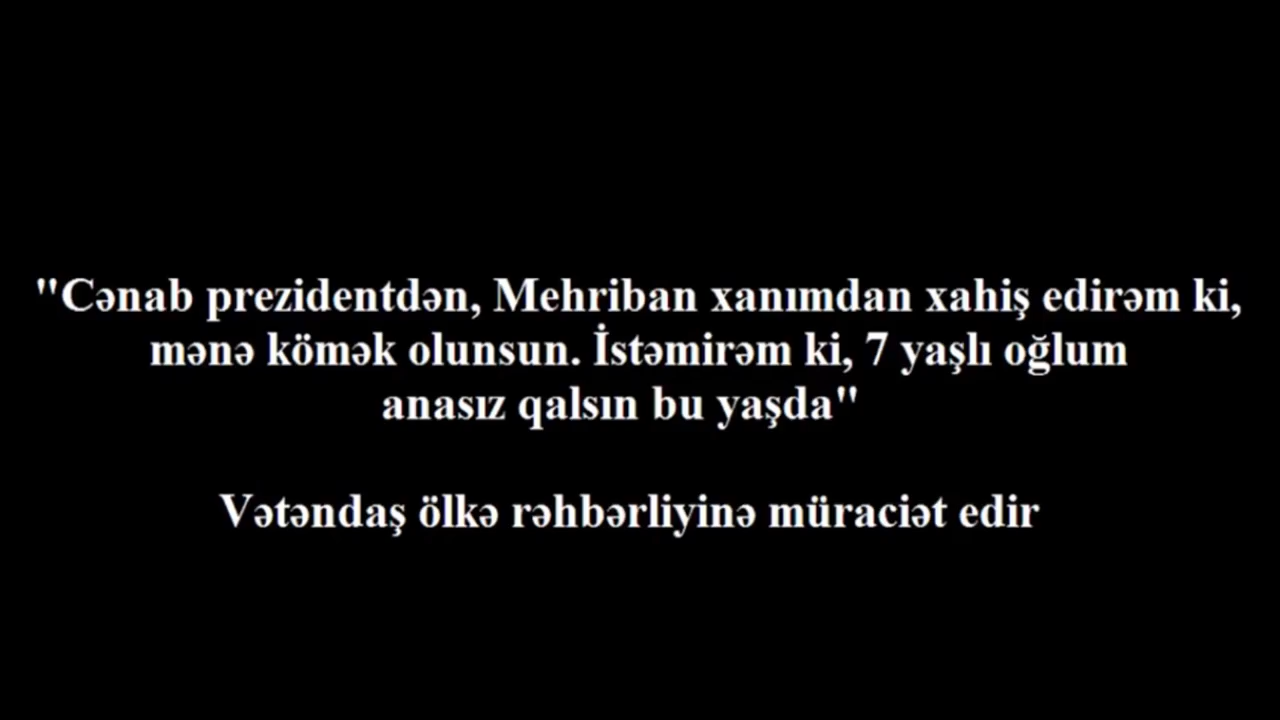 "Cənab prezidentdən, Mehriban xanımdan xahiş edirəm ki,
mənə kömək olunsun. İstəmirəm ki, 7 yaşlı oğlum
anasız qalsın bu yaşda"
Vətəndaş ölkə rəhbərliyinə müraciət edir